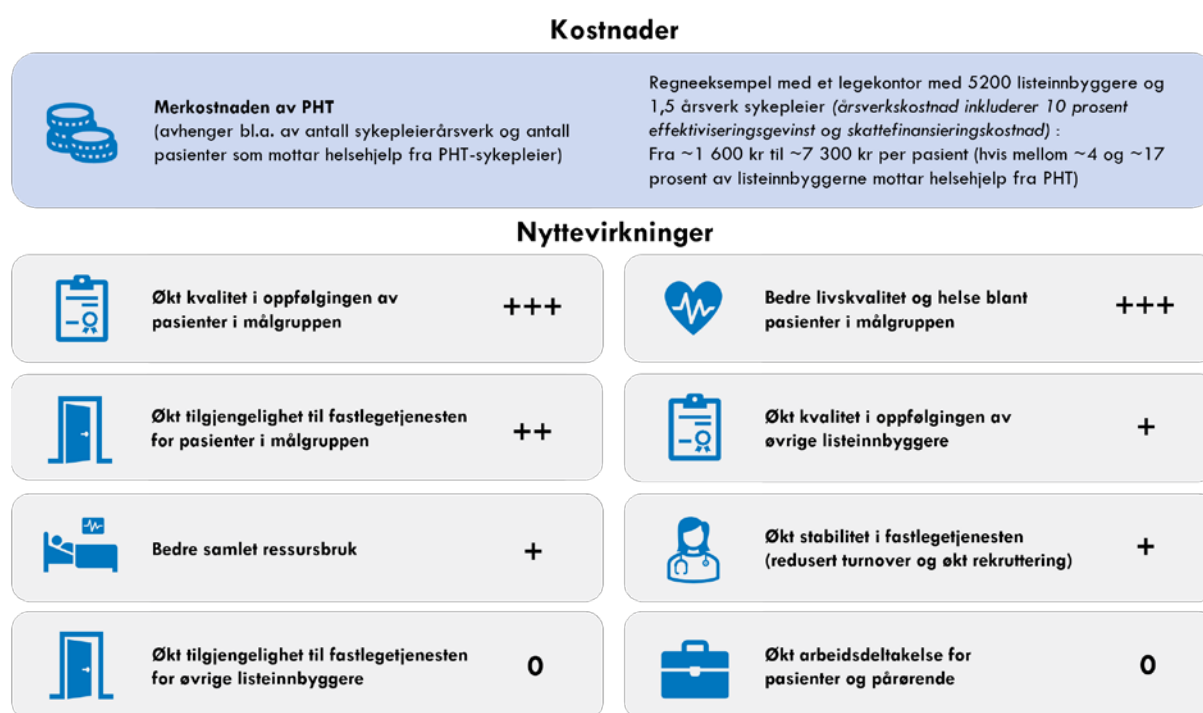 Kostnader
Merkostnaden av PHT
(avhenger bl.a. av antall sykepleierårsverk og antall
pasienter som mottar helsehjelp fra PHT-sykepleier)
Regneeksempel med et legekontor med 5200 listeinnbyggere og
1,5 årsverk sykepleier (årsverkskostnad inkluderer 10 prosent
effektiviseringsgevinst og skattefinansieringskostnad) :
Fra ~1 600 kr til ~7 300 kr per pasient (hvis mellom ~4 og ~17
prosent av listeinnbyggerne mottar helsehjelp fra PHT)
Nyttevirkninger
Økt kvalitet i oppfølgingen av
pasienter i målgruppen
+++
Bedre livskvalitet og helse blant
pasienter i målgruppen
+++
Økt tilgjengelighet til fastlegetjenesten
for pasienter i målgruppen
++
Økt kvalitet i oppfølgingen av
øvrige listeinnbyggere
+
Bedre samlet ressursbruk
+
Økt stabilitet i fastlegetjenesten
(redusert turnover og økt rekruttering)
+
Økt tilgjengelighet til fastlegetjenesten
for øvrige listeinnbyggere
0
Økt arbeidsdeltakelse for
pasienter og pårørende
0